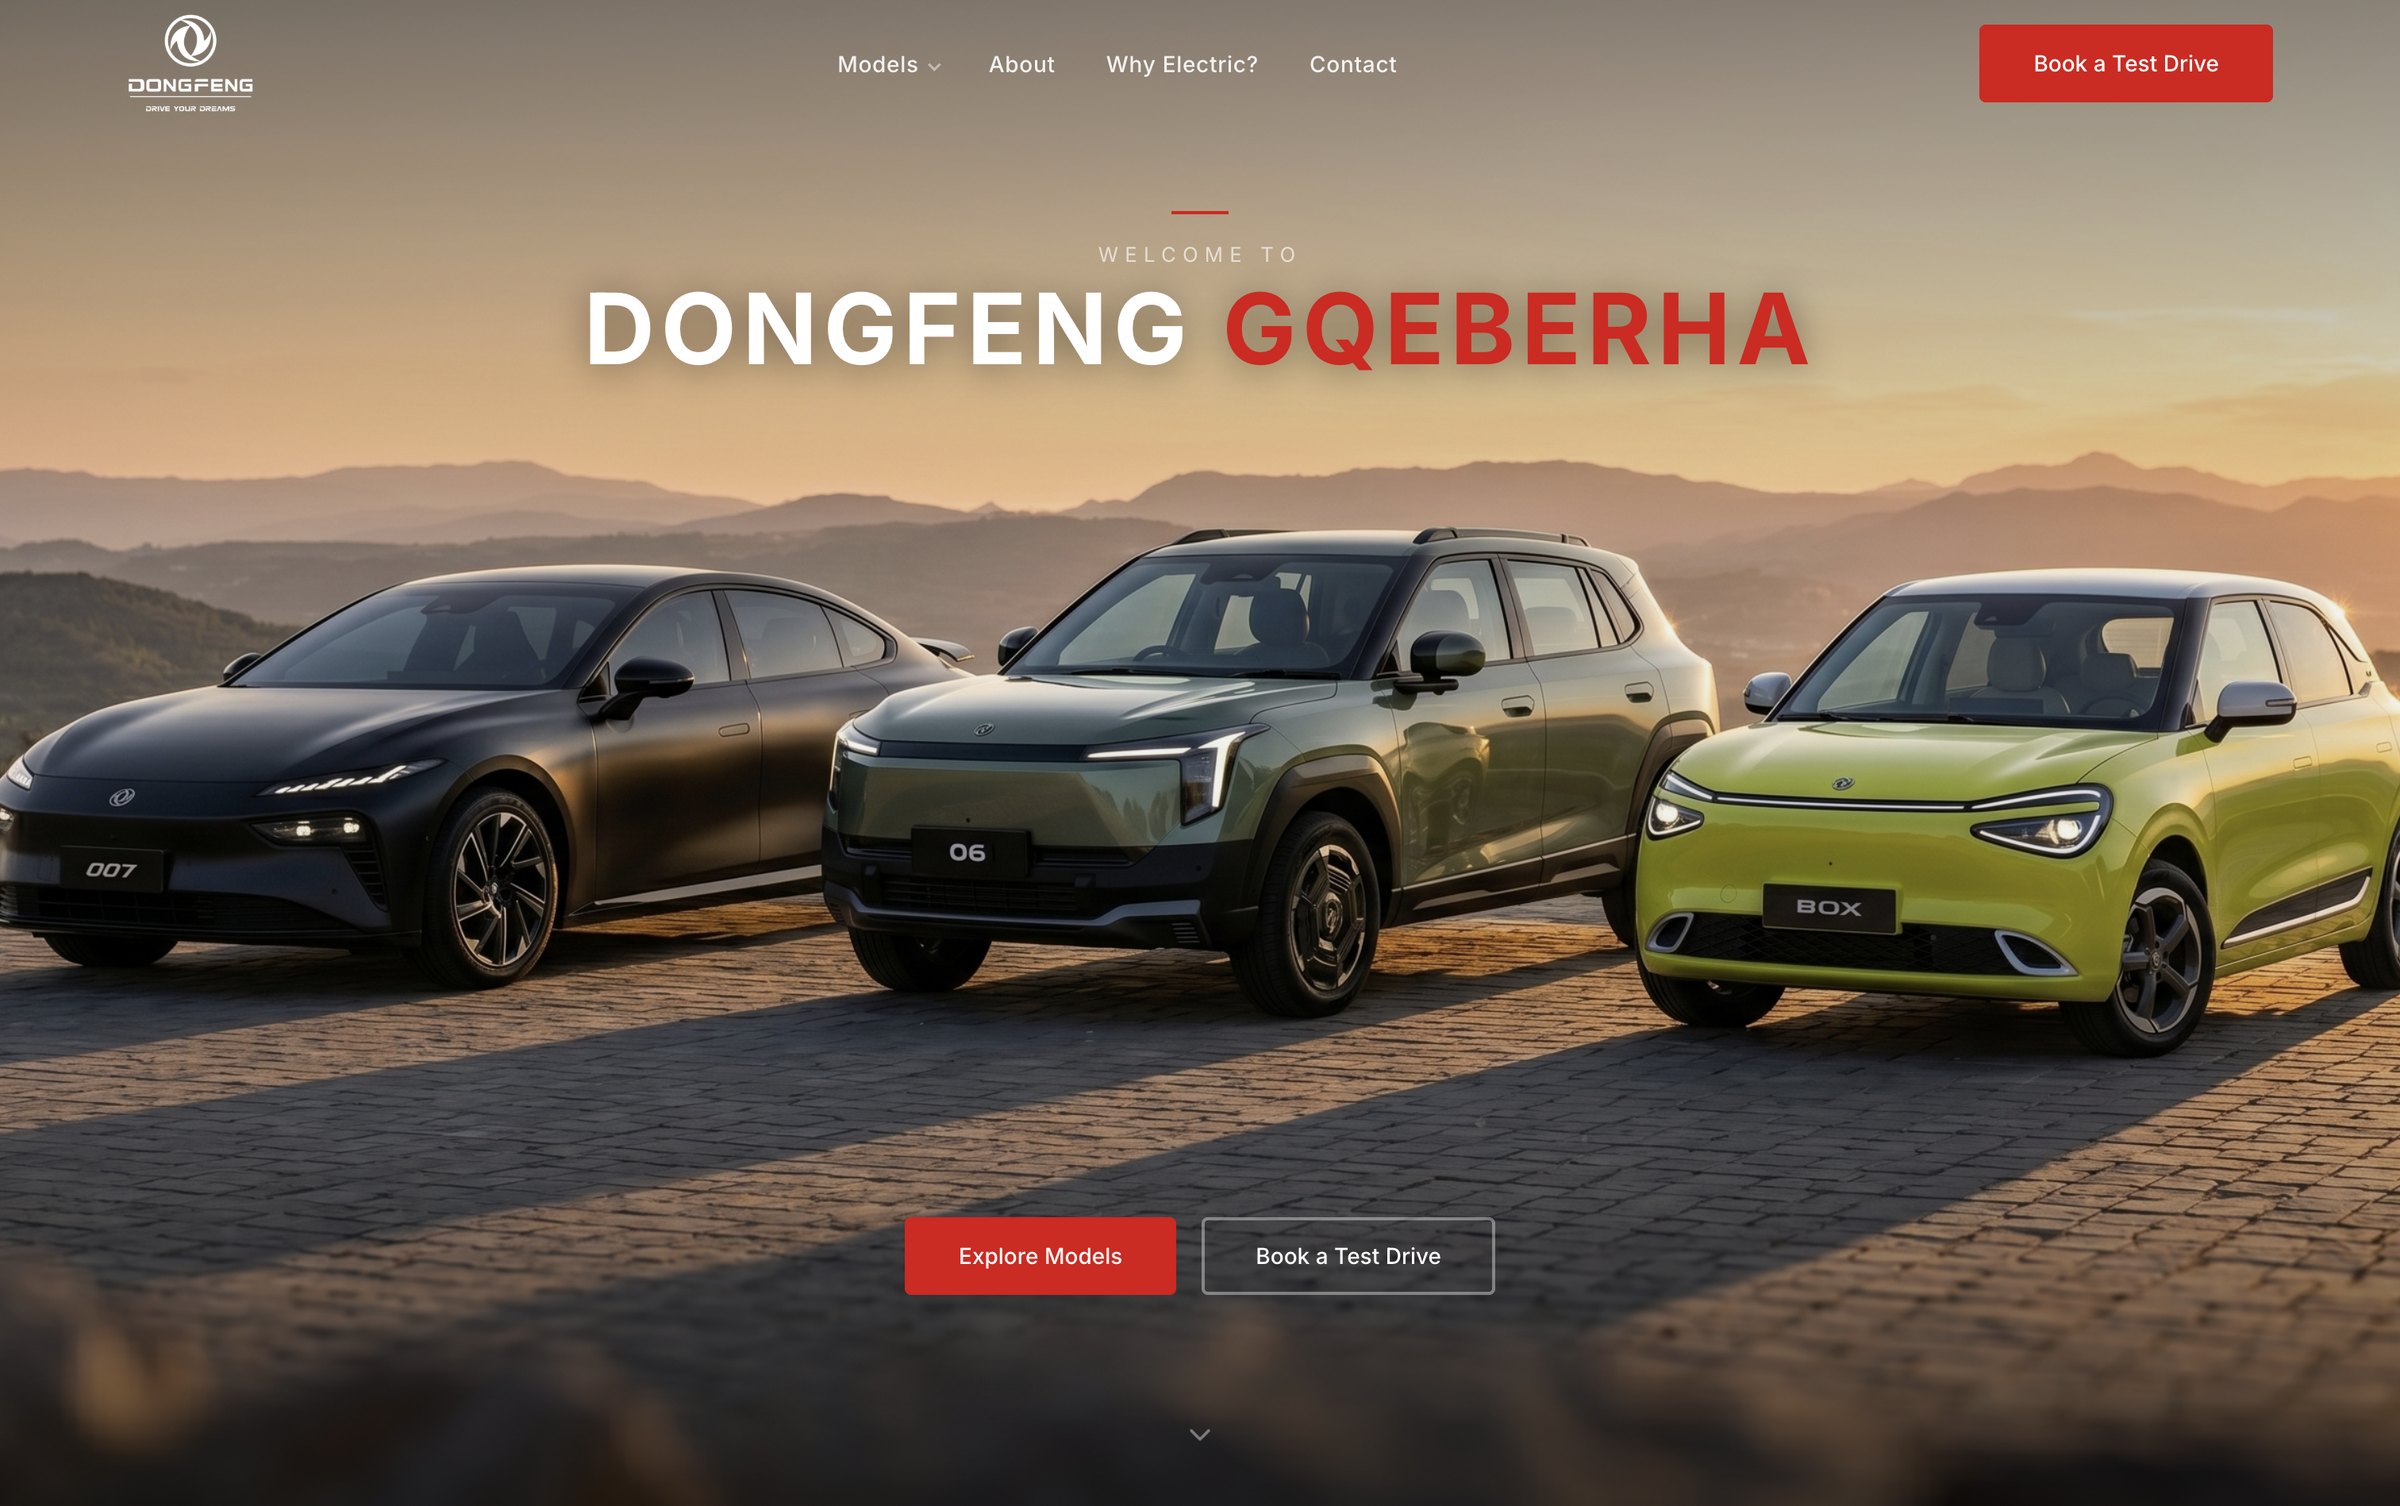 DONGFENG
DRIVE YOUR DREAMS
Models About Why Electric? Contact
Book a Test Drive
WELCOME TO
DONGFENG GQEBERHA
007
06
BOX
Explore Models
Book a Test Drive